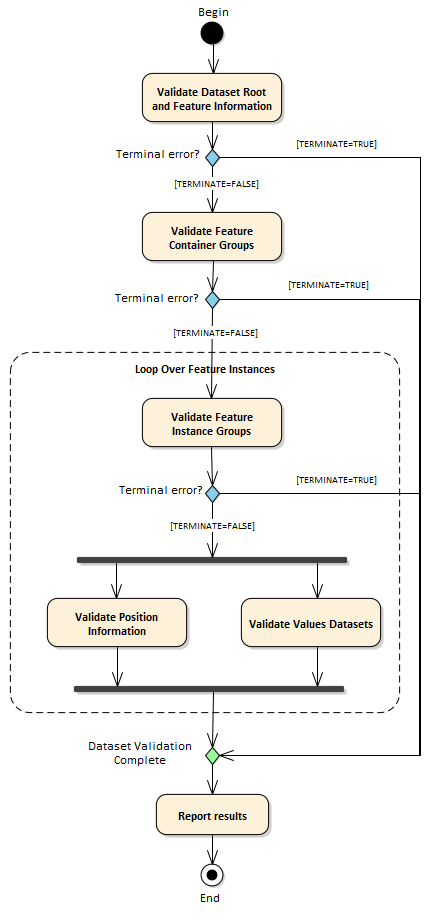 Begin
Validate Dataset Root
and Feature Information
Terminal error?
[TERMINATE=TRUE]
[TERMINATE=FALSE]
Validate Feature
Container Groups
Terminal error?
[TERMINATE=TRUE]
[TERMINATE=FALSE]
Loop Over Feature Instances
Validate Feature
Instance Groups
Terminal error?
[TERMINATE=TRUE]
[TERMINATE=FALSE]
Validate Position
Information
Validate Values Datasets
Dataset Validation
Complete
Report results
End